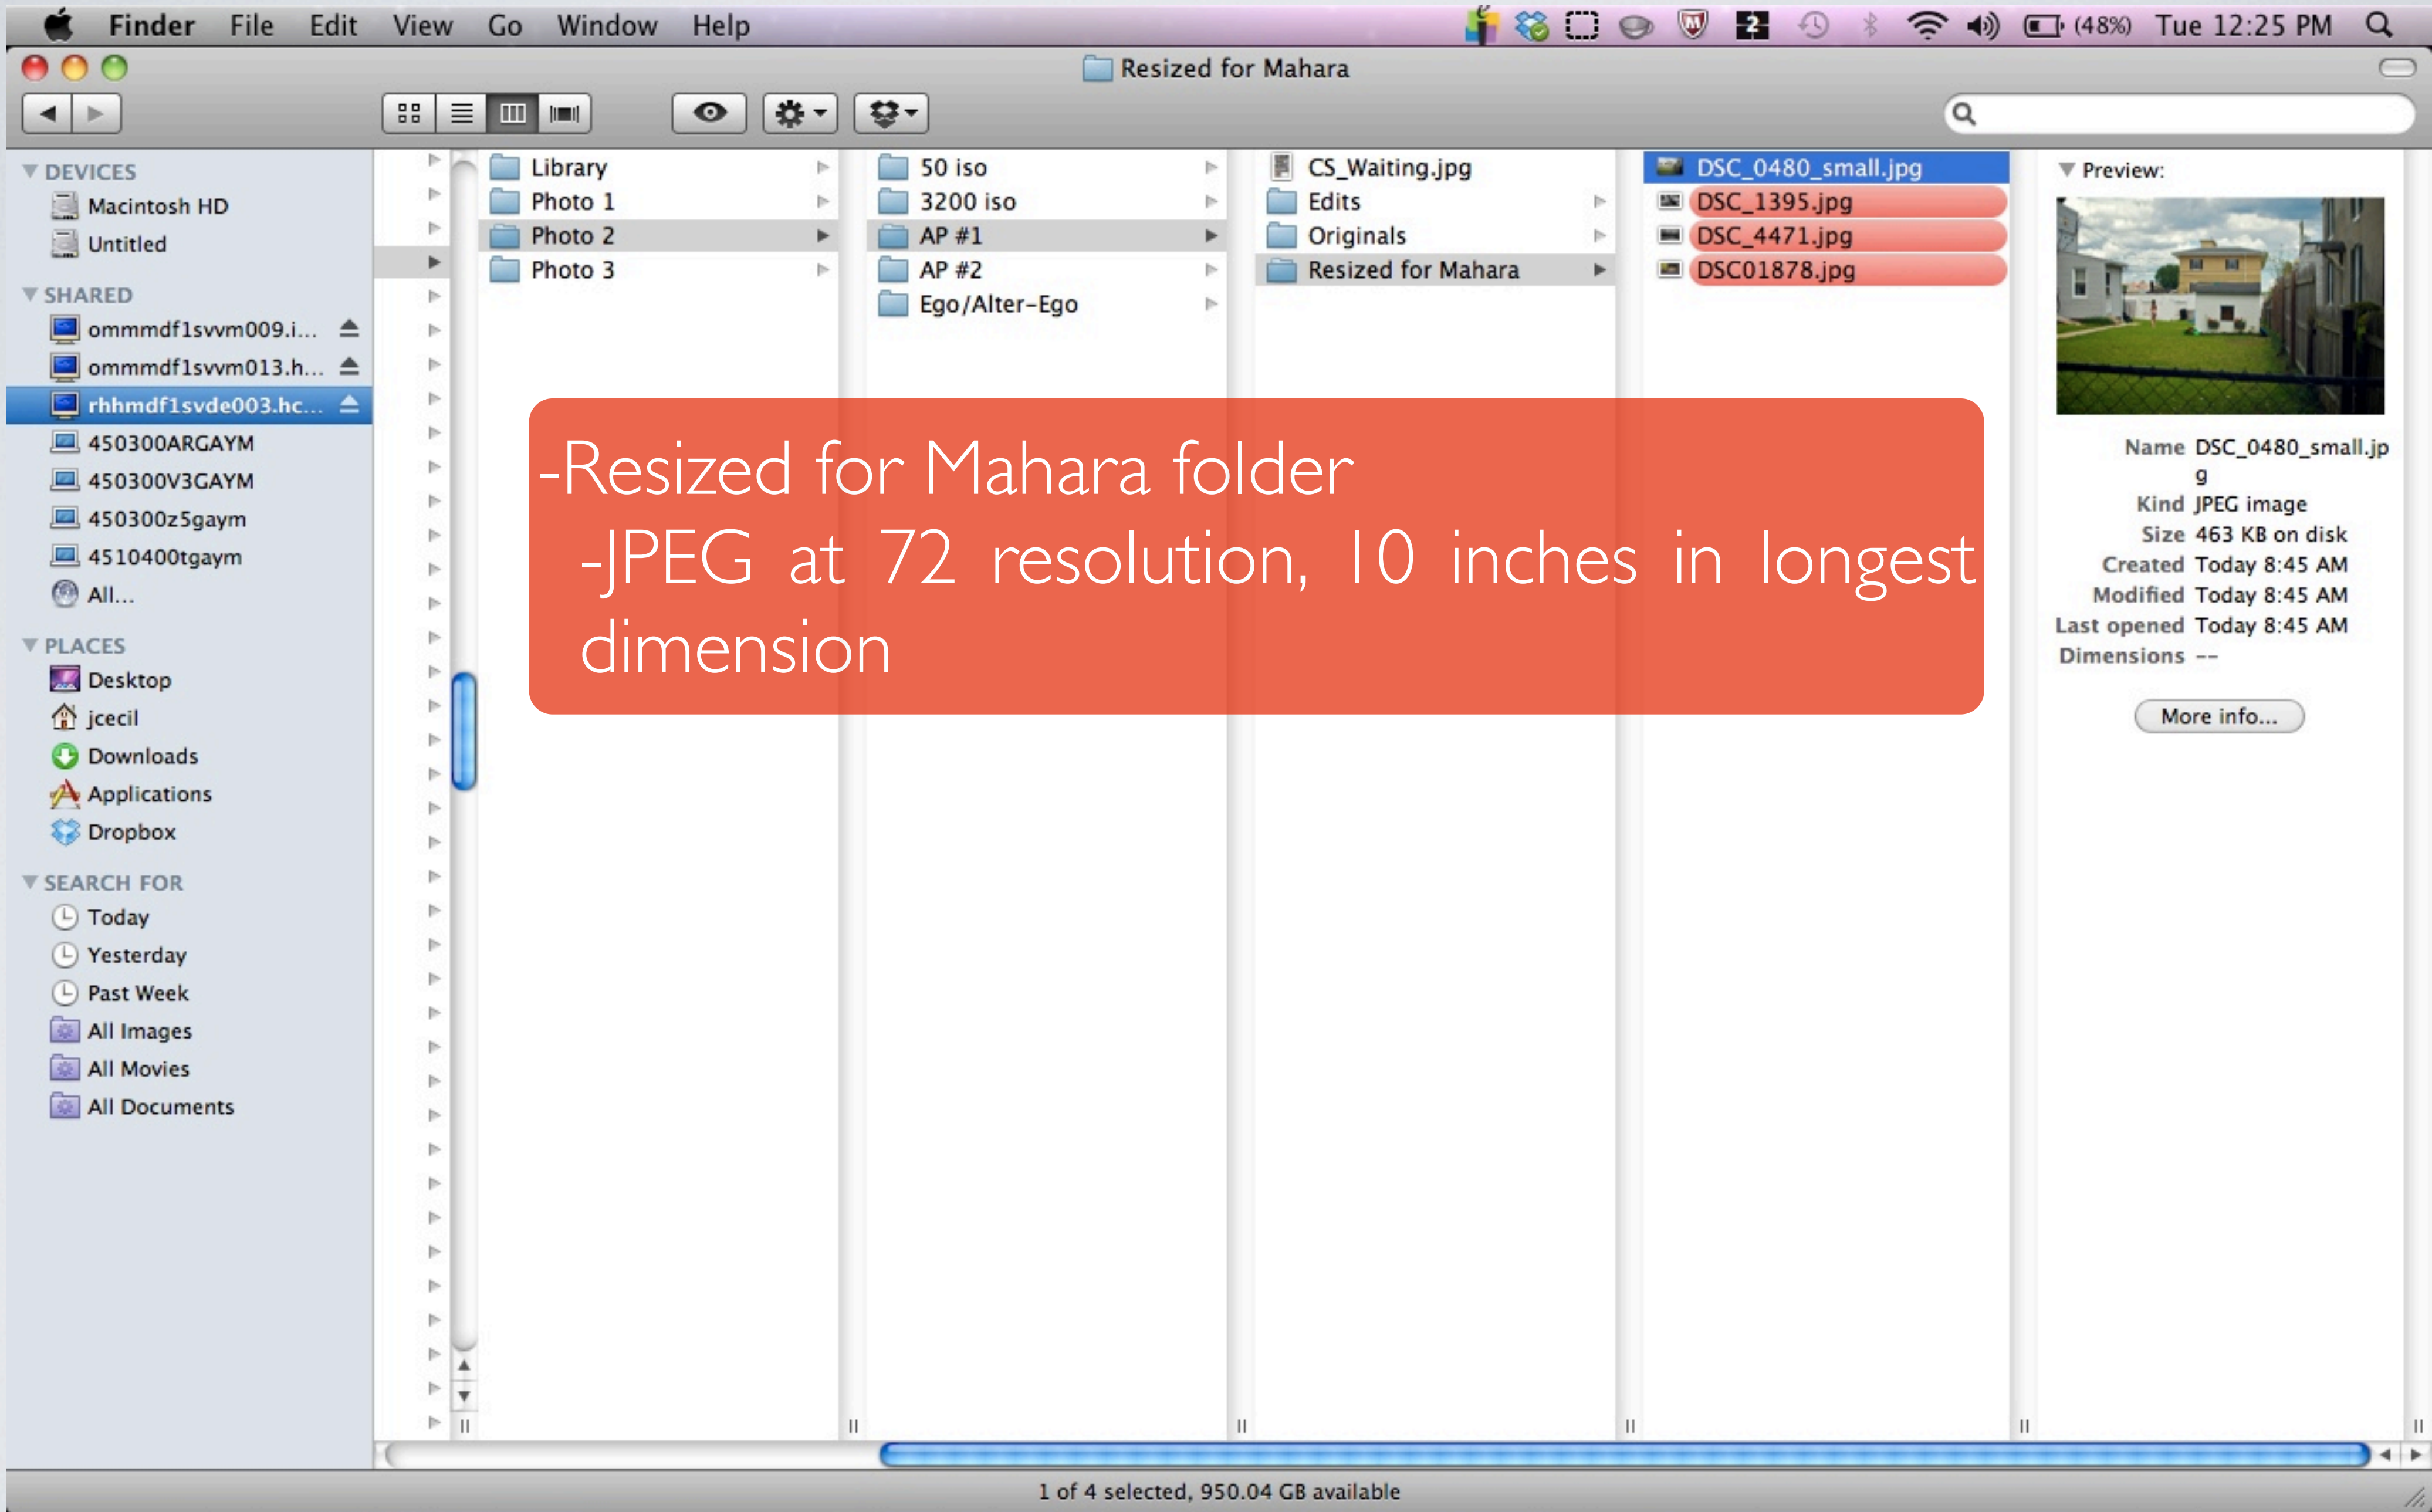 Finder File Edit View Go Window Help (48%) Tue 12:25 PM
Resized for Mahara
DEVICES
Macintosh HD
Untitled
SHARED
ommmdf1svvm009.i...
ommmdf1svvm013.h...
rhhmdf1svde003.hc...
450300ARGAYM
450300V3GAYM
450300z5gaym
4510400tgaym
All...
PLACES
Desktop
jcecil
Downloads
Applications
Dropbox
SEARCH FOR
Today
Yesterday
Past Week
All Images
All Movies
All Documents
Library
Photo 1
Photo 2
Photo 3
50 iso
3200 iso
AP #1
AP #2
Ego/Alter-Ego
CS_Waiting.jpg
Edits
Originals
Resized for Mahara
DSC_0480_small.jpg
DSC_1395.jpg
DSC_4471.jpg
DSC01878.jpg
Preview:
Name DSC_0480_small.jp
g
Kind JPEG image
Size 463 KB on disk
Created Today 8:45 AM
Modified Today 8:45 AM
Last opened Today 8:45 AM
Dimensions --
More info...
-Resized for Mahara folder
-JPEG at 72 resolution, 10 inches in longest
dimension
1 of 4 selected, 950.04 GB available